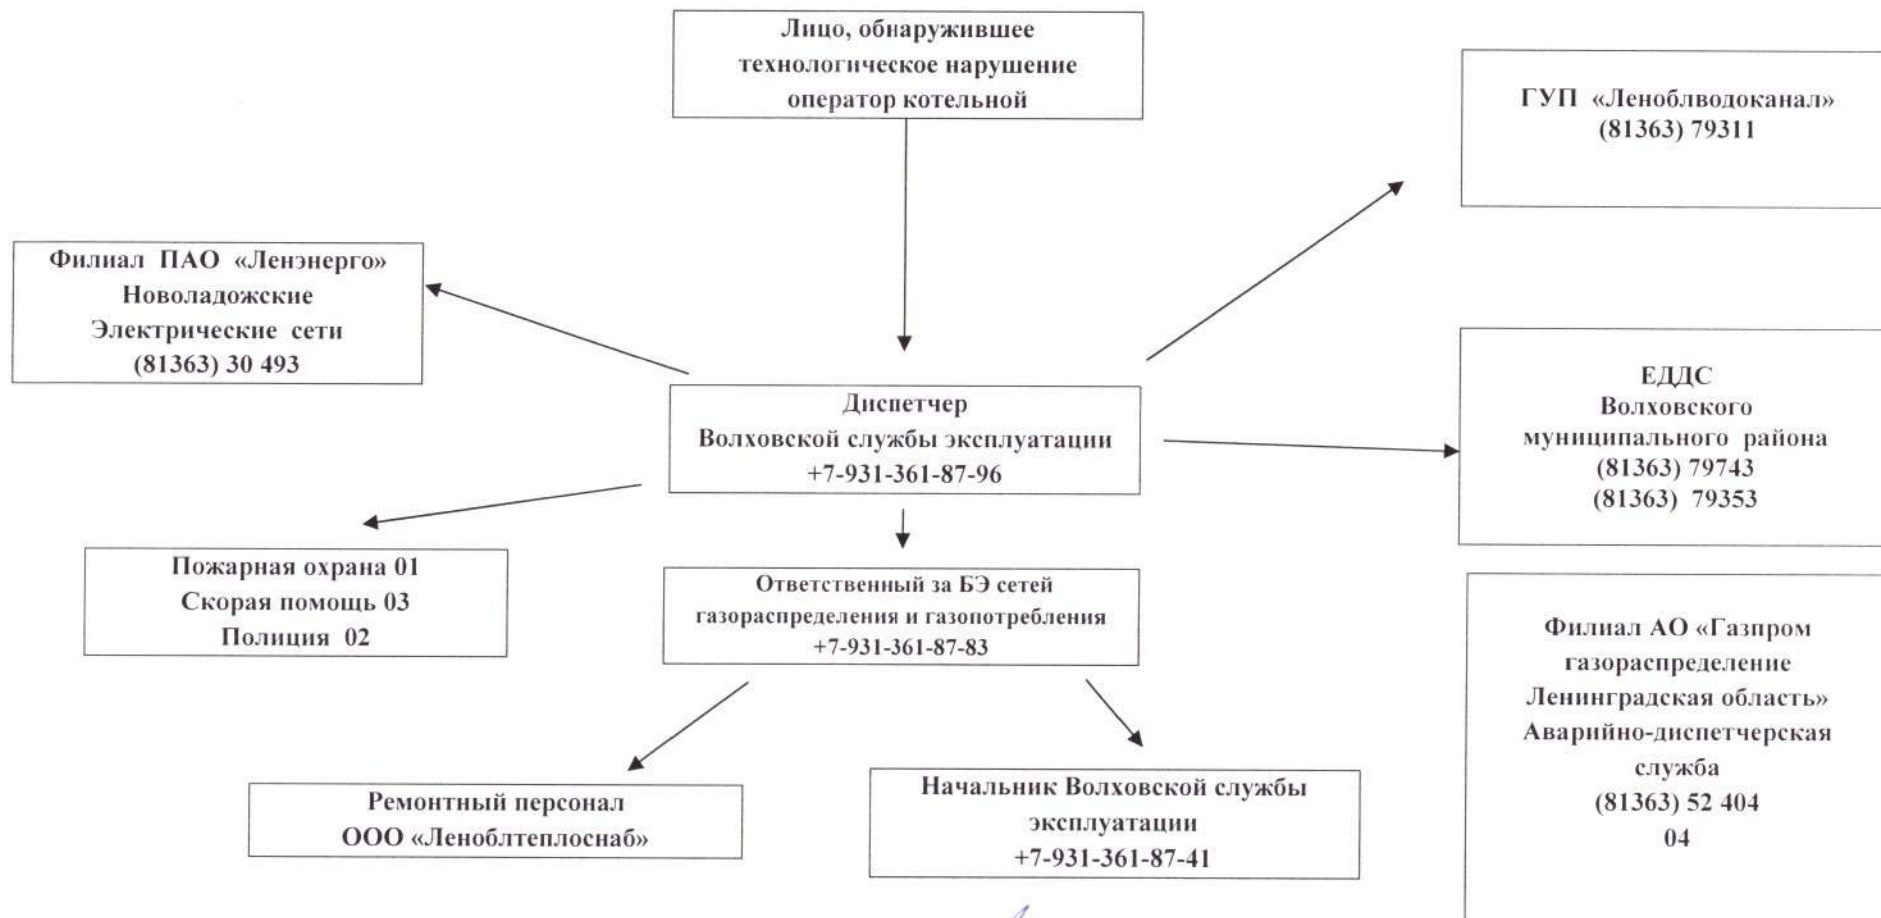 Лицо, обнаружившее
технологическое нарушение
оператор котельной
ГУП «Леноблводоканал»
(81363) 79311
Филиал ПАО «Ленэнерго»
Новоладожские
Электрические сети
(81363) 30 493
Диспетчер
Волховской службы эксплуатации
+7-931-361-87-96
ЕДДС
Волховского
муниципального района
(81363) 79743
(81363) 79353
Пожарная охрана 01
Скорая помощь 03
Полиция 02
Ответственный за БЭ сетей
газораспределения и газопотребления
+7-931-361-87-83
Филиал АО «Газпром
газораспределение
Ленинградская область»
Аварийно-диспетчерская
служба
(81363) 52 404
04
Ремонтный персонал
ООО «Леноблтеплоснаб»
Начальник Волховской службы
эксплуатации
+7-931-361-87-41